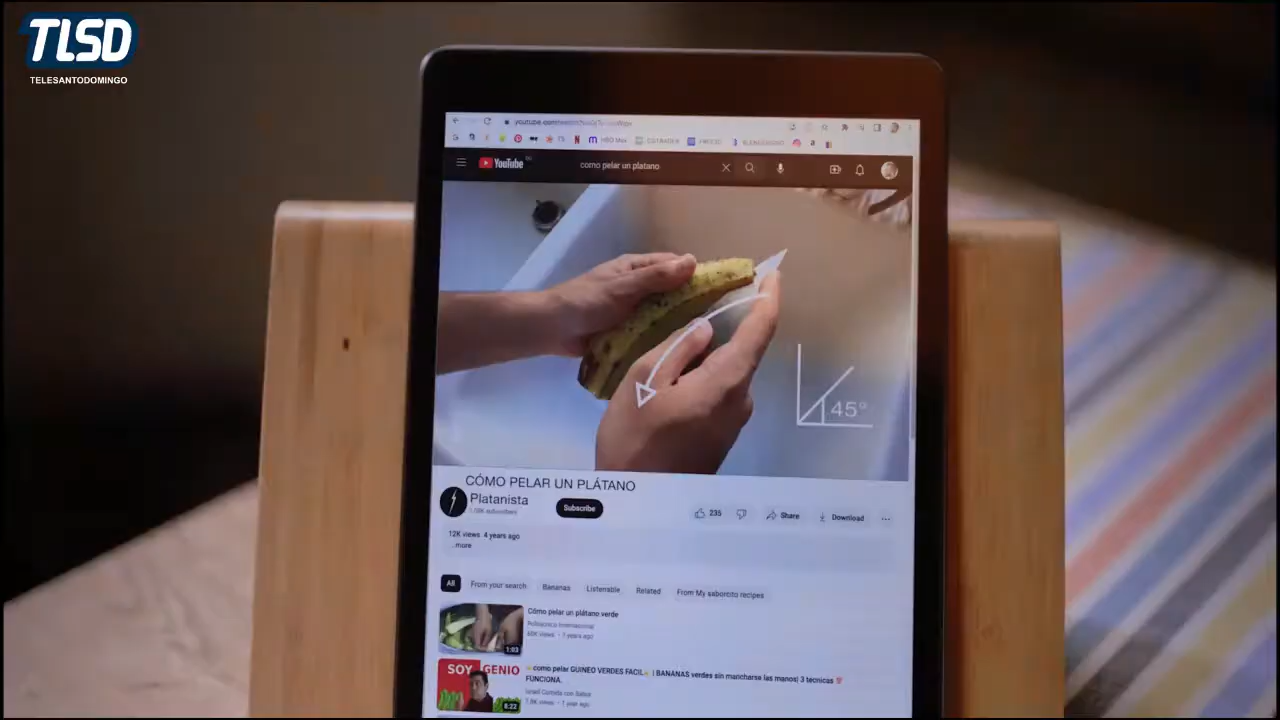 TLSD
TELESANTODOMINGO
YouTube
como pelar un platano
45°
CÓMO PELAR UN PLÁTANO
Platanista
Subscribe
235
Share
Download
12K views 4 years ago
...more
All
From your search
Bananas
Listenable
Related
From My saborcito recipes
Cómo pelar un plátano verde
1:03
SOY GENIO
como pelar GUINEO VERDES FACIL | BANANAS verdes sin mancharse las manos| 3 tecnicas
FUNCIONA.
8:22